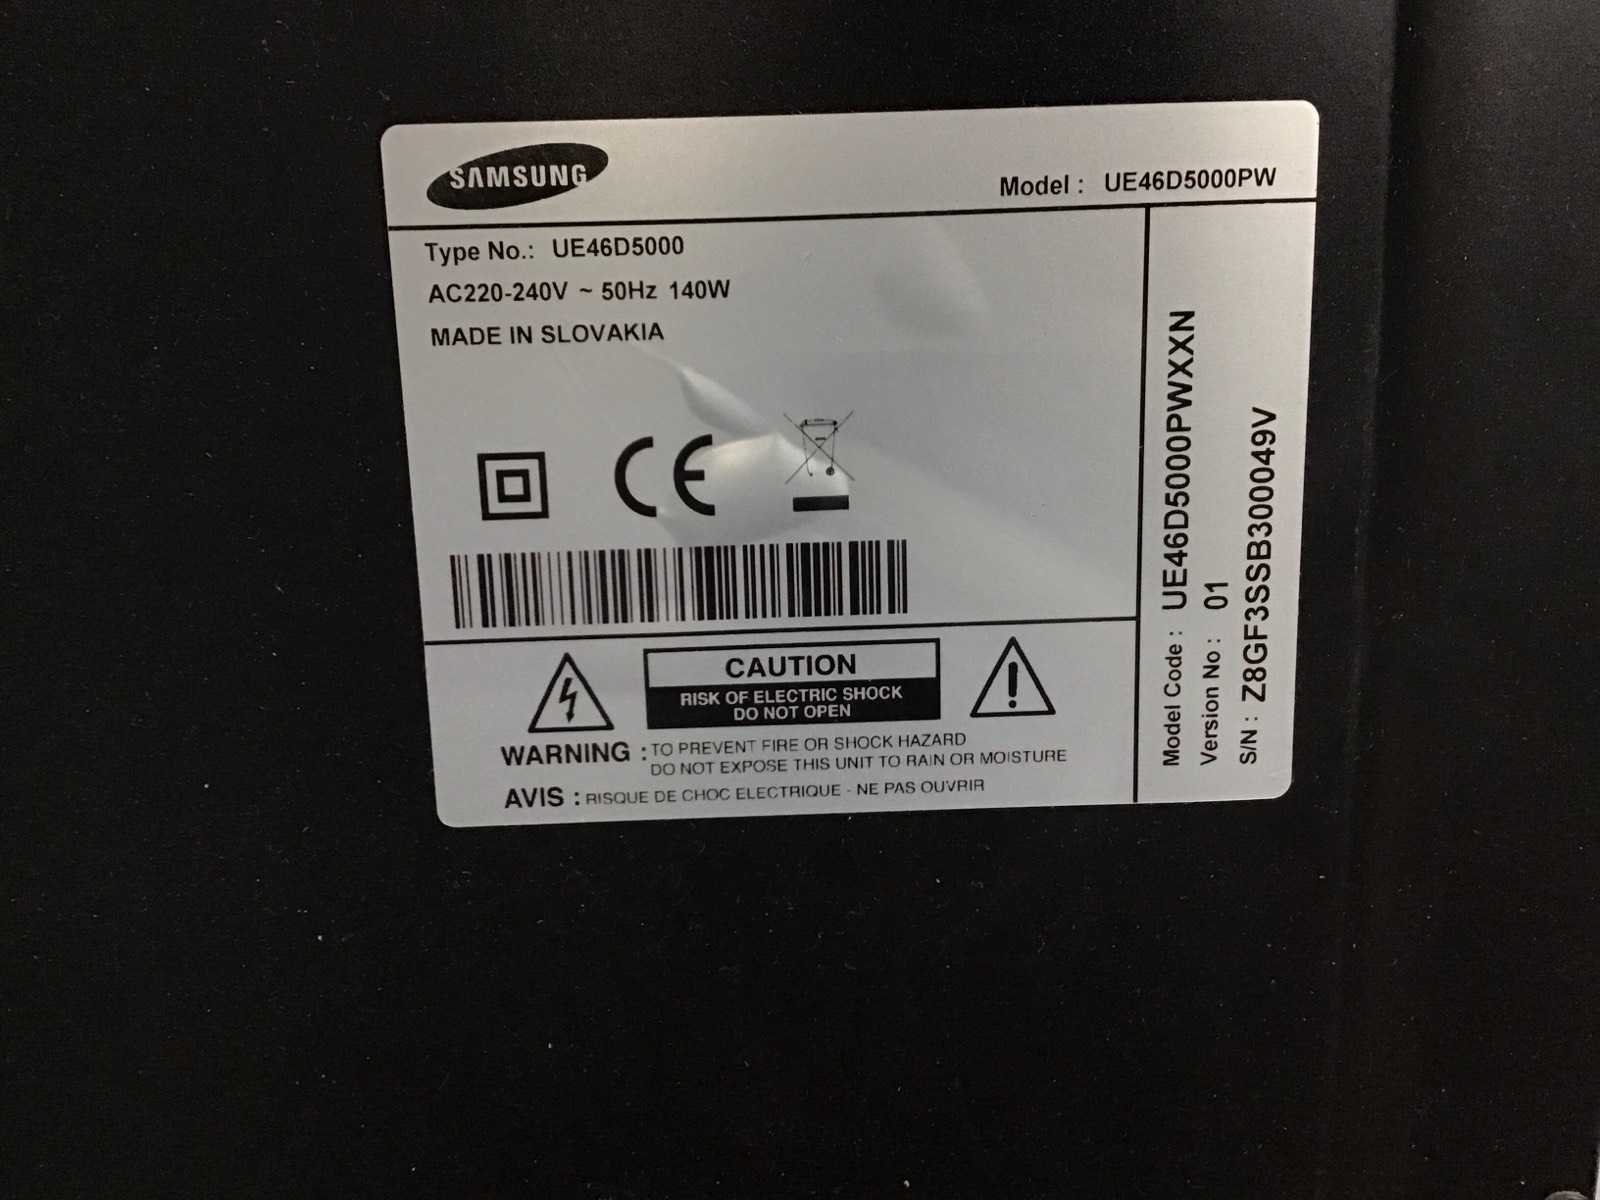 SAMSUNG
Model : UE46D5000PW
Type No.: UE46D5000
AC220-240V ~ 50Hz 140W
MADE IN SLOVAKIA
CE
CAUTION
RISK OF ELECTRIC SHOCK
DO NOT OPEN
WARNING : TO PREVENT FIRE OR SHOCK HAZARD
DO NOT EXPOSE THIS UNIT TO RAIN OR MOISTURE
AVIS : RISQUE DE CHOC ELECTRIQUE - NE PAS OUVRIR
Model Code : UE46D5000PWXXN
Version No : 01
S/N : Z8GF3SSB300049V